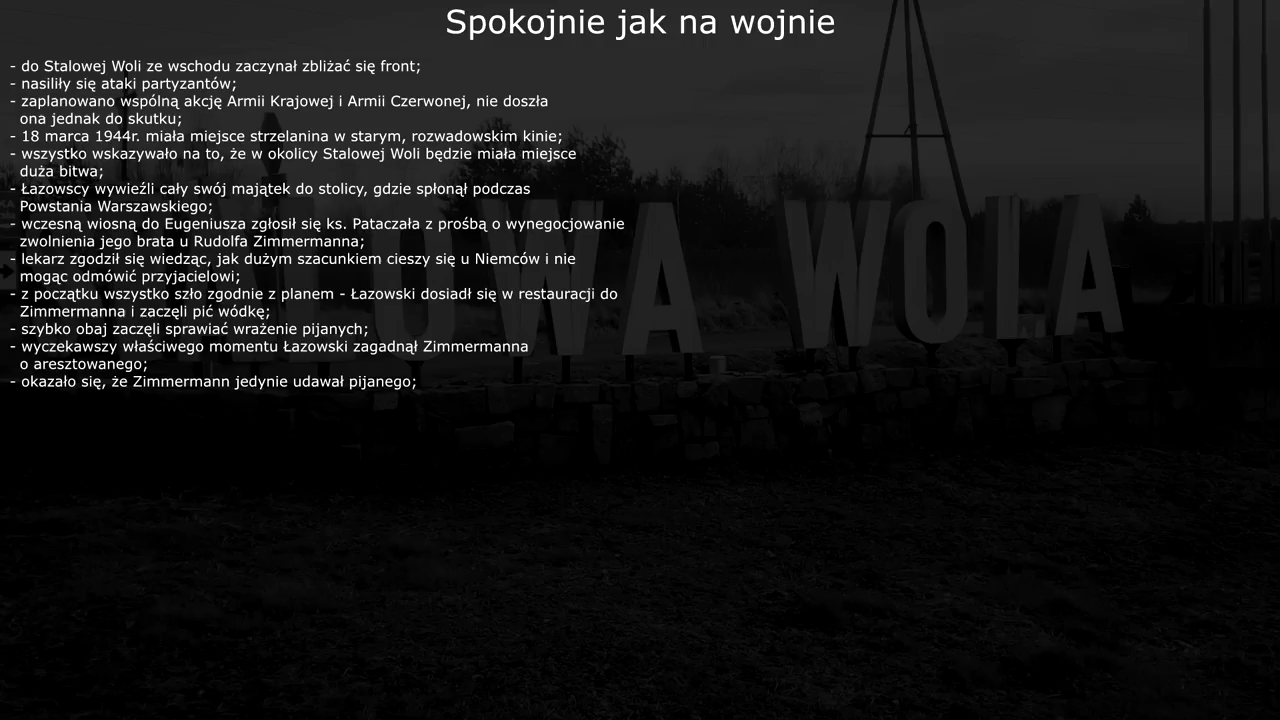 Spokojnie jak na wojnie
- do Stalowej Woli ze wschodu zaczynał zbliżać się front;
- nasiliły się ataki partyzantów;
- zaplanowano wspólną akcję Armii Krajowej i Armii Czerwonej, nie doszła
ona jednak do skutku;
- 18 marca 1944r. miała miejsce strzelanina w starym, rozwadowskim kinie;
- wszystko wskazywało na to, że w okolicy Stalowej Woli będzie miała miejsce
duża bitwa;
- Łazowscy wywieźli cały swój majątek do stolicy, gdzie spłonął podczas
Powstania Warszawskiego;
- wczesną wiosną do Eugeniusza zgłosił się ks. Pataczała z prośbą o wynegocjowanie
zwolnienia jego brata u Rudolfa Zimmermanna;
- lekarz zgodził się wiedząc, jak dużym szacunkiem cieszy się u Niemców i nie
mogąc odmówić przyjacielowi;
- z początku wszystko szło zgodnie z planem - Łazowski dosiadł się w restauracji do
Zimmermanna i zaczęli pić wódkę;
- szybko obaj zaczęli sprawiać wrażenie pijanych;
- wyczekawszy właściwego momentu Łazowski zagadnął Zimmermanna
o aresztowanego;
- okazało się, że Zimmermann jedynie udawał pijanego;
STALOWA WOLA